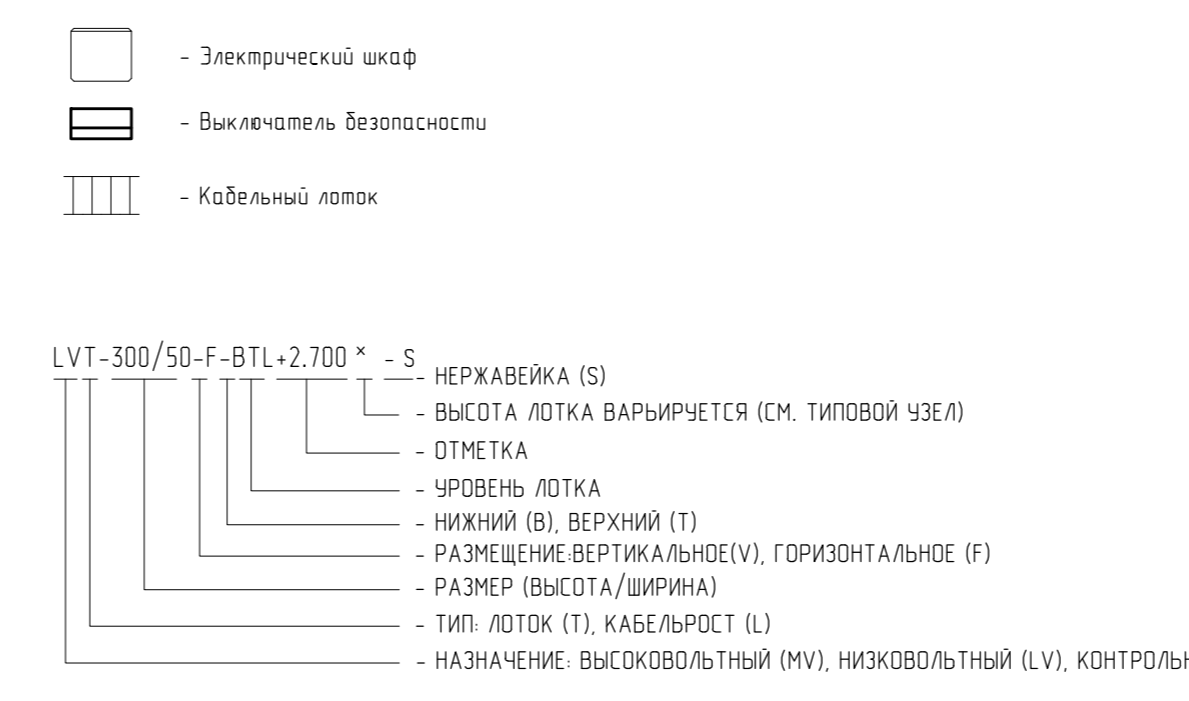 - Электрический шкаф
- Выключатель безопасности
- Кабельный лоток
LVT-300/50-F-BTL+2.700 × - S
- НЕРЖАВЕЙКА (S)
- ВЫСОТА ЛОТКА ВАРЬИРУЕТСЯ (СМ. ТИПОВОЙ УЗЕЛ)
- ОТМЕТКА
- УРОВЕНЬ ЛОТКА
- НИЖНИЙ (B), ВЕРХНИЙ (T)
- РАЗМЕЩЕНИЕ:ВЕРТИКАЛЬНОЕ(V), ГОРИЗОНТАЛЬНОЕ (F)
- РАЗМЕР (ВЫСОТА/ШИРИНА)
- ТИП: ЛОТОК (T), КАБЕЛЬРОСТ (L)
- НАЗНАЧЕНИЕ: ВЫСОКОВОЛЬТНЫЙ (MV), НИЗКОВОЛЬТНЫЙ (LV),